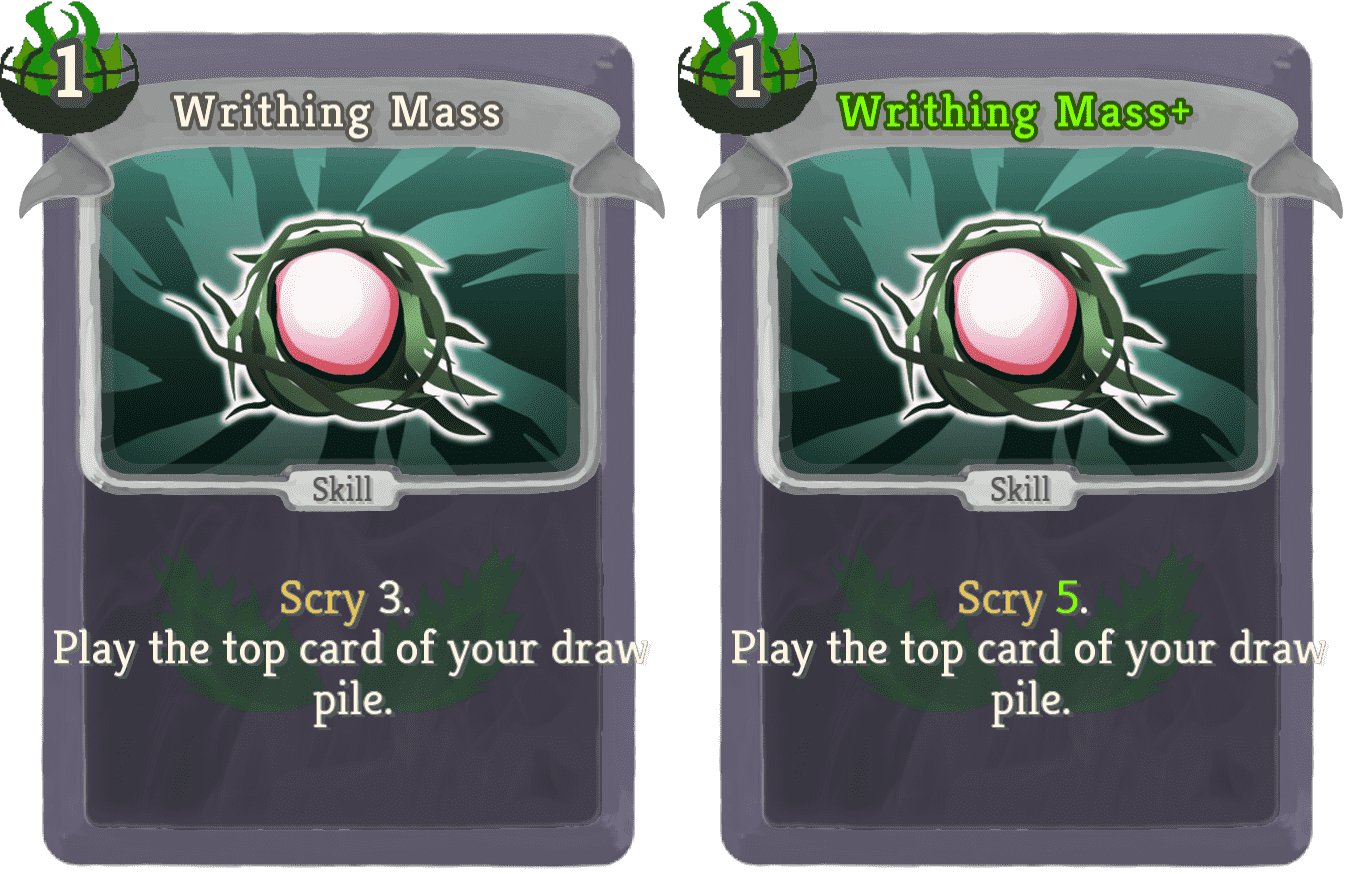 1
Writhing Mass
Skill
Scry 3.
Play the top card of your draw
pile.
1
Writhing Mass+
Skill
Scry 5.
Play the top card of your draw
pile.